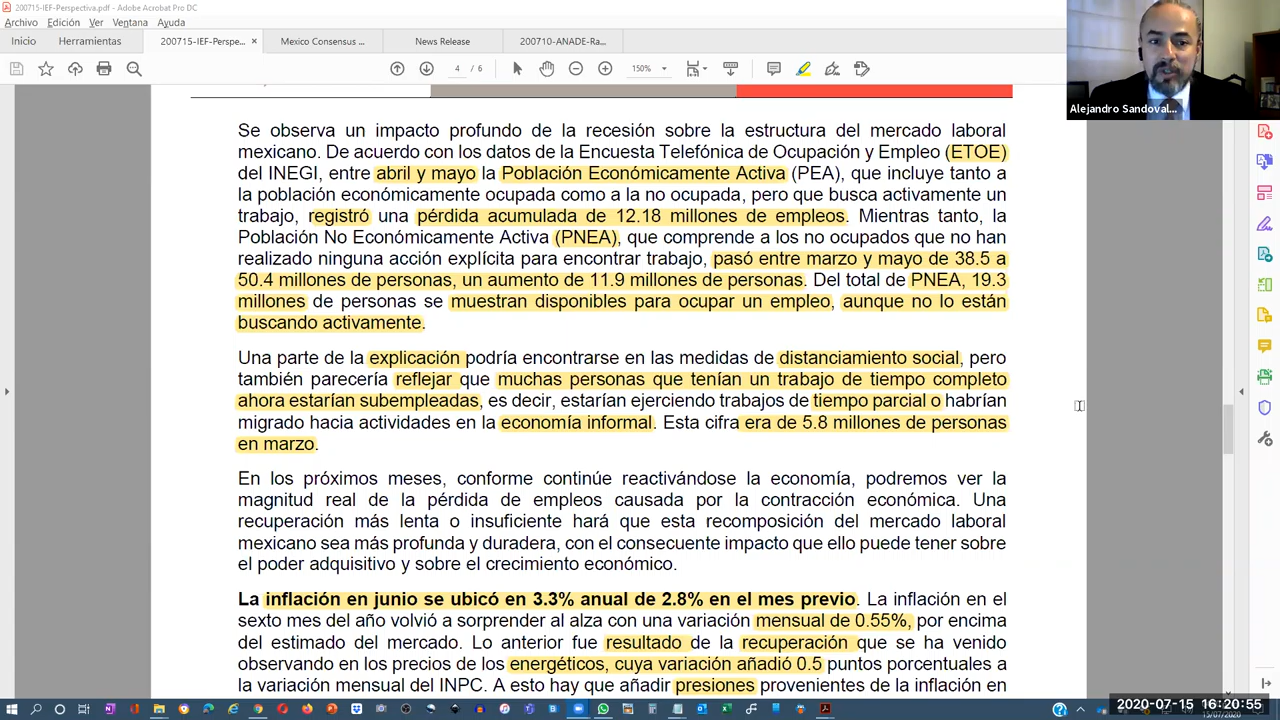 200715-IEF-Perspectiva.pdf - Adobe Acrobat Pro DC
Archivo Edición Ver Ventana Ayuda
Inicio Herramientas 200715-IEF-Perspe... × Mexico Consensus ... News Release 200710-ANADE-Ra...
4 / 6 150%
Alejandro Sandoval...
Se observa un impacto profundo de la recesión sobre la estructura del mercado laboral
mexicano. De acuerdo con los datos de la Encuesta Telefónica de Ocupación y Empleo (ETOE)
del INEGI, entre abril y mayo la Población Económicamente Activa (PEA), que incluye tanto a
la población económicamente ocupada como a la no ocupada, pero que busca activamente un
trabajo, registró una pérdida acumulada de 12.18 millones de empleos. Mientras tanto, la
Población No Económicamente Activa (PNEA), que comprende a los no ocupados que no han
realizado ninguna acción explícita para encontrar trabajo, pasó entre marzo y mayo de 38.5 a
50.4 millones de personas, un aumento de 11.9 millones de personas. Del total de PNEA, 19.3
millones de personas se muestran disponibles para ocupar un empleo, aunque no lo están
buscando activamente.
Una parte de la explicación podría encontrarse en las medidas de distanciamiento social, pero
también parecería reflejar que muchas personas que tenían un trabajo de tiempo completo
ahora estarían subempleadas, es decir, estarían ejerciendo trabajos de tiempo parcial o habrían
migrado hacia actividades en la economía informal. Esta cifra era de 5.8 millones de personas
en marzo.
En los próximos meses, conforme continúe reactivándose la economía, podremos ver la
magnitud real de la pérdida de empleos causada por la contracción económica. Una
recuperación más lenta o insuficiente hará que esta recomposición del mercado laboral
mexicano sea más profunda y duradera, con el consecuente impacto que ello puede tener sobre
el poder adquisitivo y sobre el crecimiento económico.
La inflación en junio se ubicó en 3.3% anual de 2.8% en el mes previo. La inflación en el
sexto mes del año volvió a sorprender al alza con una variación mensual de 0.55%, por encima
del estimado del mercado. Lo anterior fue resultado de la recuperación que se ha venido
observando en los precios de los energéticos, cuya variación añadió 0.5 puntos porcentuales a
la variación mensual del INPC. A esto hay que añadir presiones provenientes de la inflación en
2020-07-15 16:20:55
15/07/2020